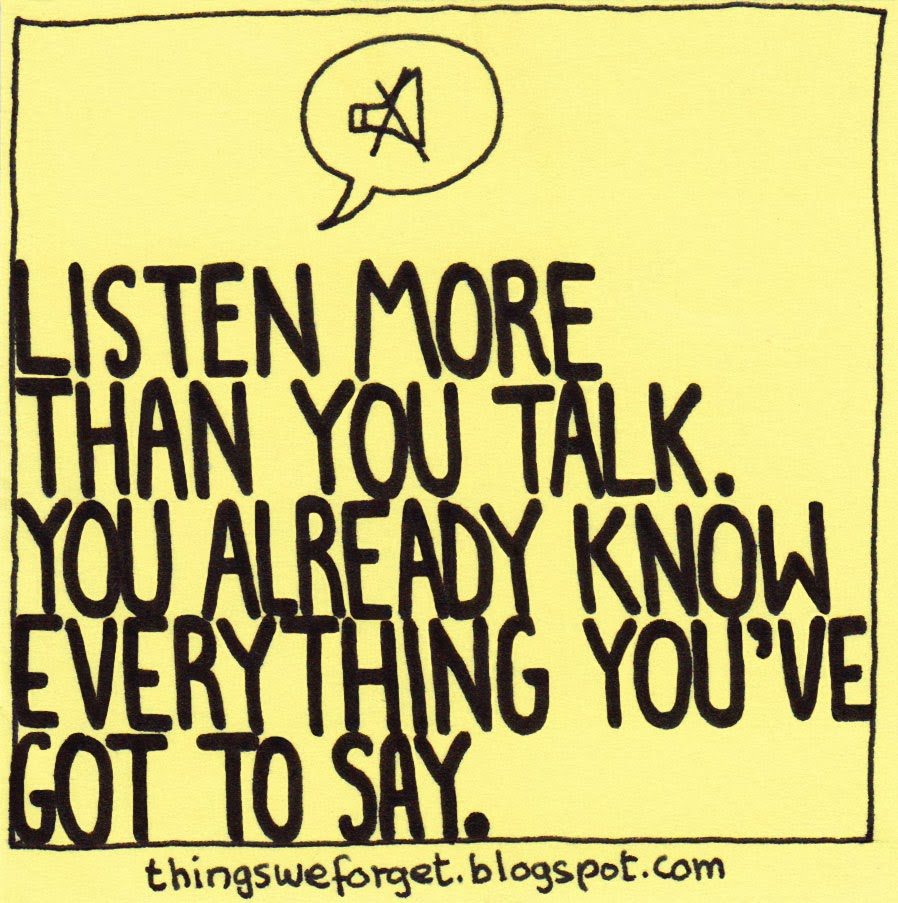 LISTEN MORE
THAN YOU TALK.
YOU ALREADY KNOW
EVERYTHING YOU'VE
GOT TO SAY.
thingsweforget.blogspot.com